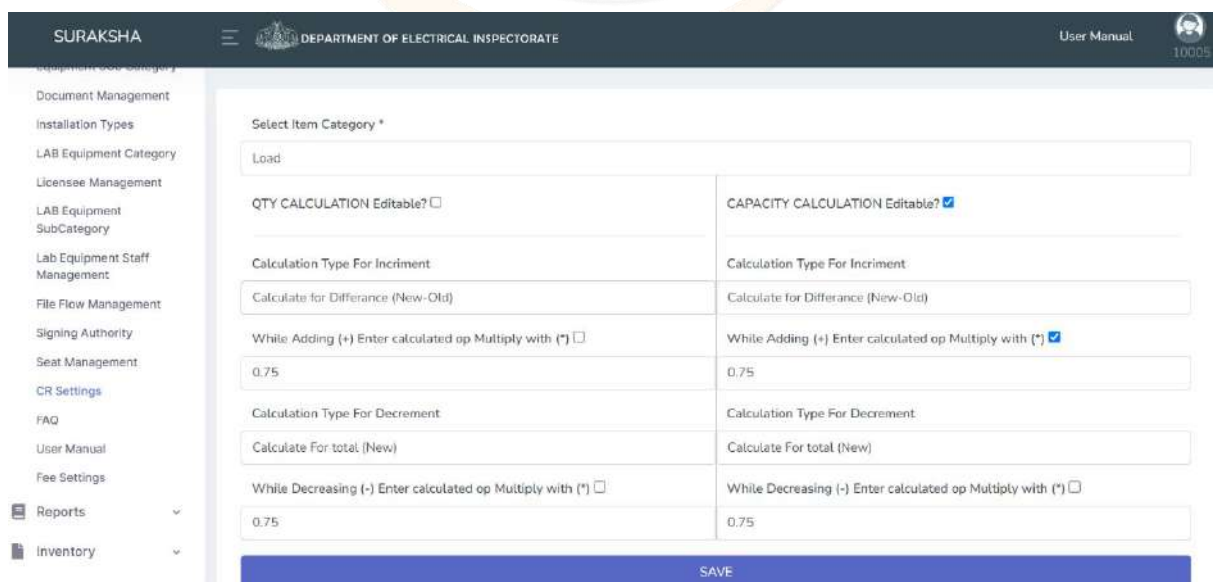 SURAKSHA
DEPARTMENT OF ELECTRICAL INSPECTORATE
User Manual
10005
Equipment Sub Category
Document Management
Installation Types
LAB Equipment Category
Licensee Management
LAB Equipment
SubCategory
Lab Equipment Staff
Management
File Flow Management
Signing Authority
Seat Management
CR Settings
FAQ
User Manual
Fee Settings
Reports
Inventory
Select Item Category *
Load
QTY CALCULATION Editable?
CAPACITY CALCULATION Editable?
Calculation Type For Incriment
Calculation Type For Incriment
Calculate for Differance (New-Old)
Calculate for Differance (New-Old)
While Adding (+) Enter calculated op Multiply with (*)
While Adding (+) Enter calculated op Multiply with (*)
0.75
0.75
Calculation Type For Decrement
Calculation Type For Decrement
Calculate For total (New)
Calculate For total (New)
While Decreasing (-) Enter calculated op Multiply with (*)
While Decreasing (-) Enter calculated op Multiply with (*)
0.75
0.75
SAVE